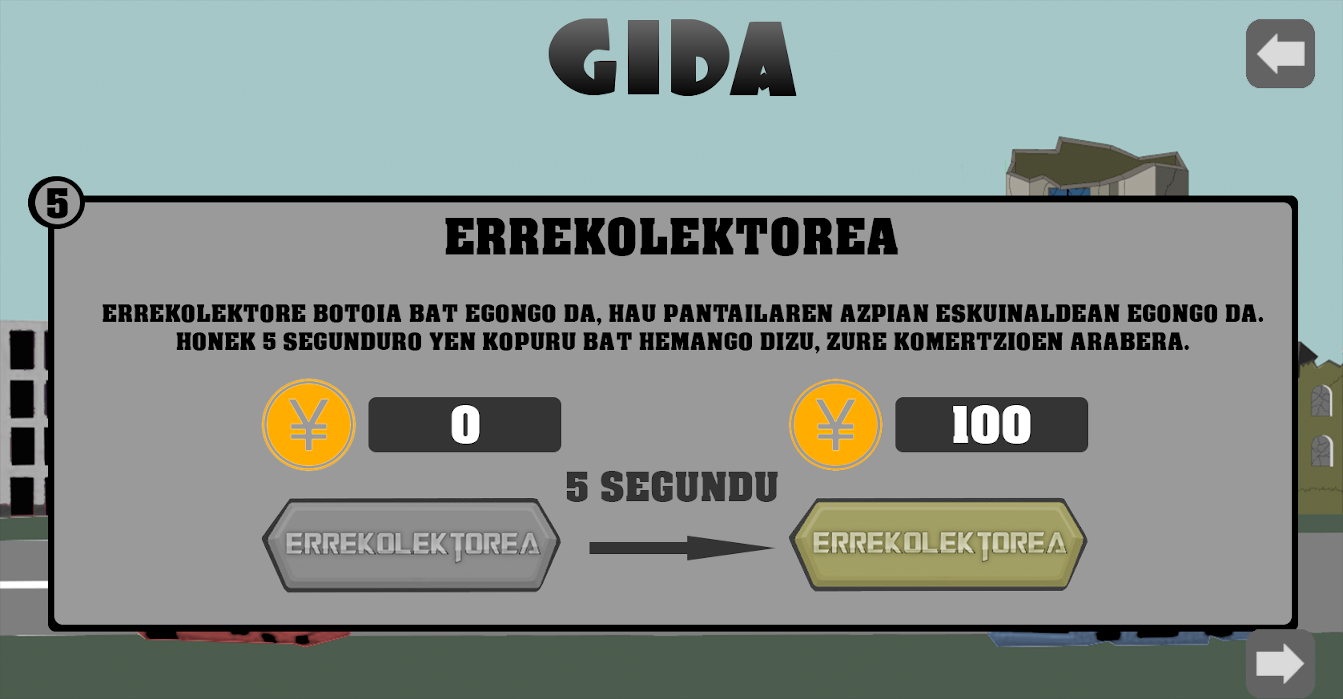 GIDA
5
ERREKOLEKTOREA
ERREKOLEKTORE BOTOIA BAT EGONGO DA, HAU PANTAILAREN AZPIAN ESKUINALDEAN EGONGO DA.
HONEK 5 SEGUNDURO YEN KOPURU BAT HEMANGO DIZU, ZURE KOMERTZIOEN ARABERA.
¥ 0 ¥ 100
5 SEGUNDU
ERREKOLEKTOREA ERREKOLEKTOREA